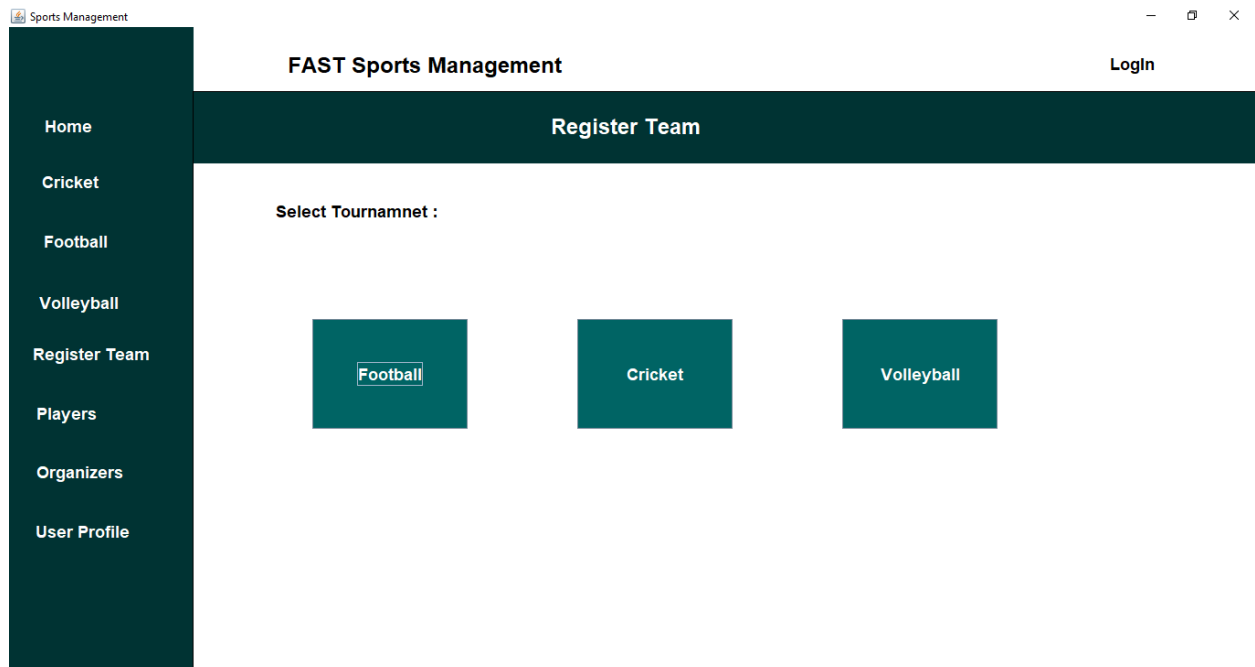 Sports Management
FAST Sports Management
LogIn
Register Team
Home
Cricket
Football
Volleyball
Register Team
Players
Organizers
User Profile
Select Tournamnet :
Football
Cricket
Volleyball